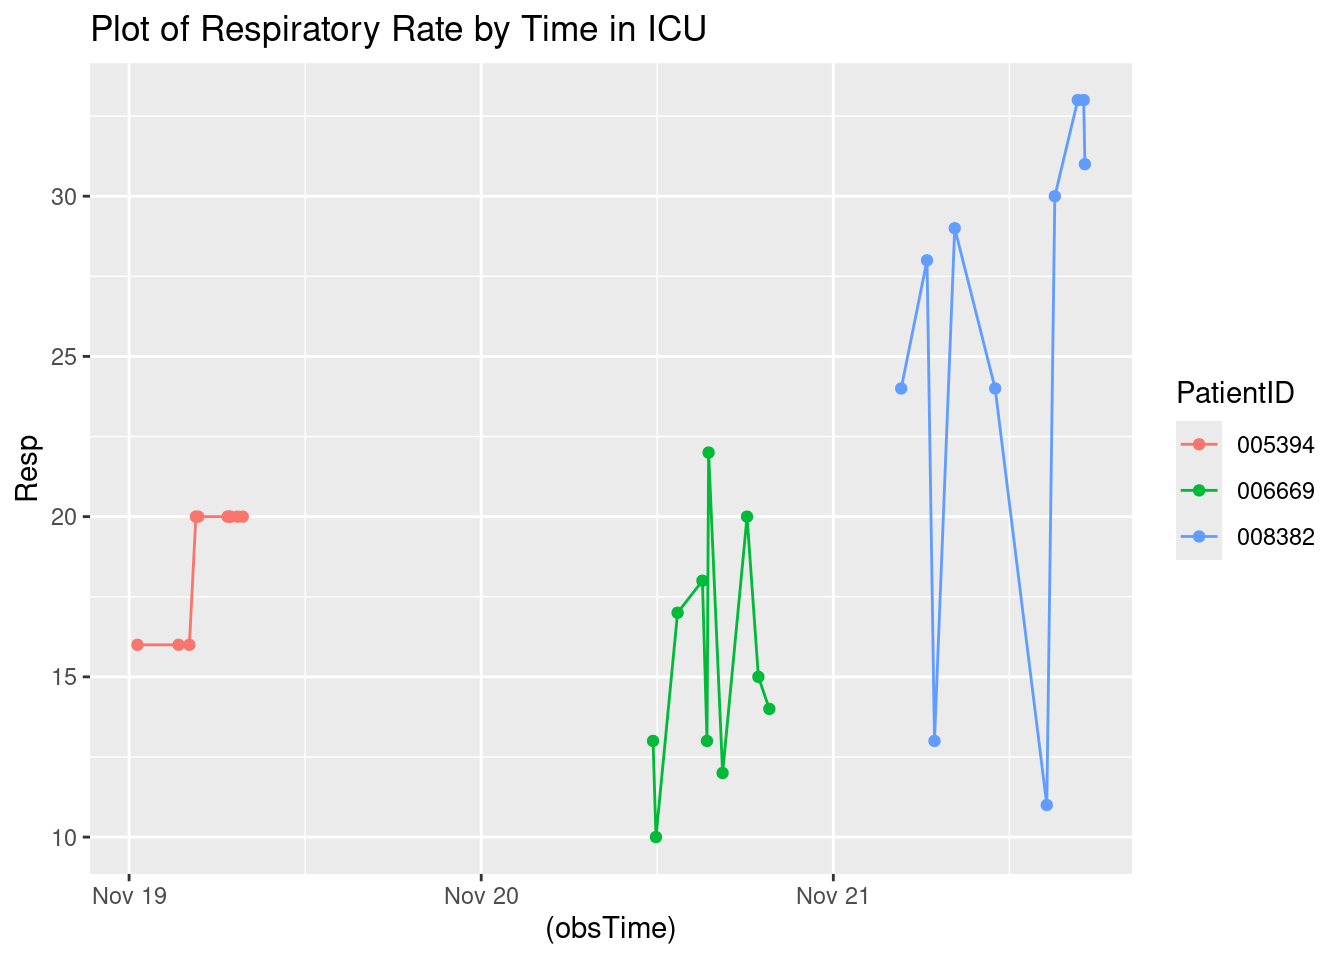 Plot of Respiratory Rate by Time in ICU
Resp
30
25
20
15
10
Nov 19
Nov 20
Nov 21
(obsTime)
PatientID
005394
006669
008382